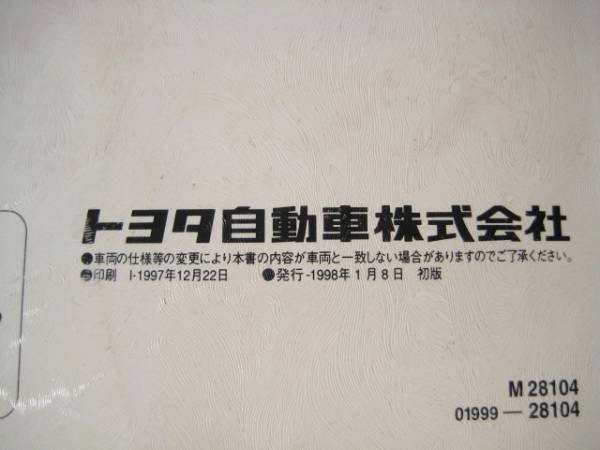 トヨタ自動車株式会社
●車両の仕様等の変更により本書の内容が車両と一致しない場合がありますのでご了承ください。
●印刷 I-1997年12月22日 ●発行-1998年1月8日 初版
M 28104
01999－28104